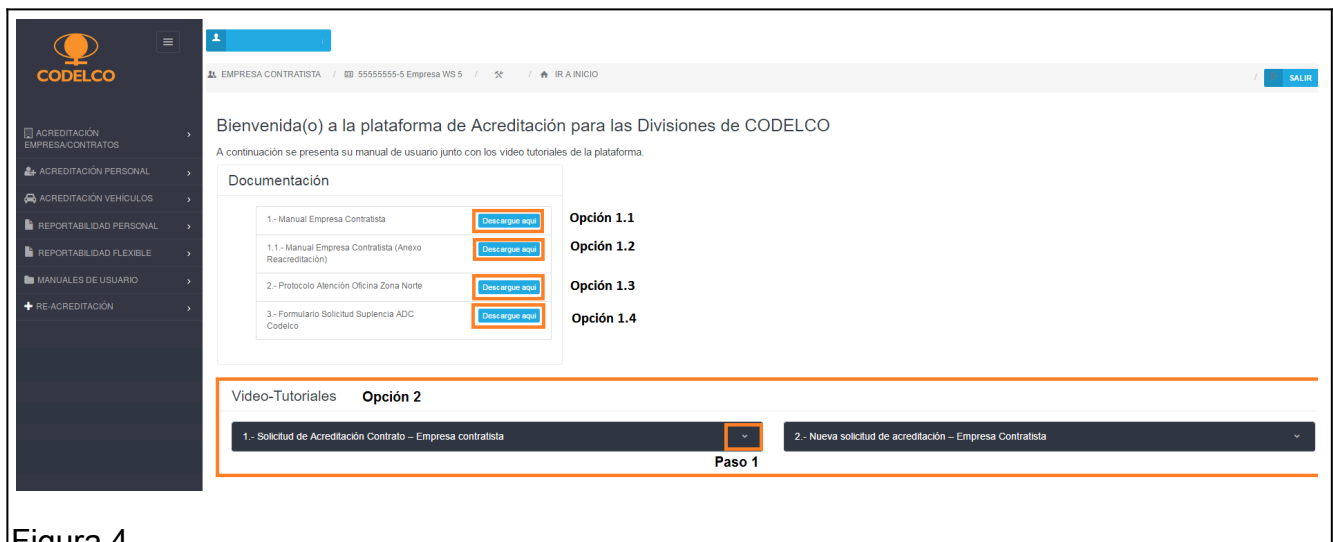 CODELCO
EMPRESA CONTRATISTA / 55555555-5 Empresa WS 5 / / IR A INICIO
/ SALIR
ACREDITACIÓN
EMPRESA/CONTRATOS
ACREDITACIÓN PERSONAL
ACREDITACIÓN VEHÍCULOS
REPORTABILIDAD PERSONAL
REPORTABILIDAD FLEXIBLE
MANUALES DE USUARIO
RE-ACREDITACIÓN
Bienvenida(o) a la plataforma de Acreditación para las Divisiones de CODELCO
A continuación se presenta su manual de usuario junto con los video tutoriales de la plataforma.
Documentación
1.- Manual Empresa Contratista Descargue aqui Opción 1.1
1.1.- Manual Empresa Contratista (Anexo
Reacreditación) Descargue aqui Opción 1.2
2.- Protocolo Atención Oficina Zona Norte Descargue aqui Opción 1.3
3.- Formulario Solicitud Suplencia ADC
Codelco Descargue aqui Opción 1.4
Video-Tutoriales Opción 2
1.- Solicitud de Acreditación Contrato – Empresa contratista
2.- Nueva solicitud de acreditación – Empresa Contratista
Paso 1
Figura 4